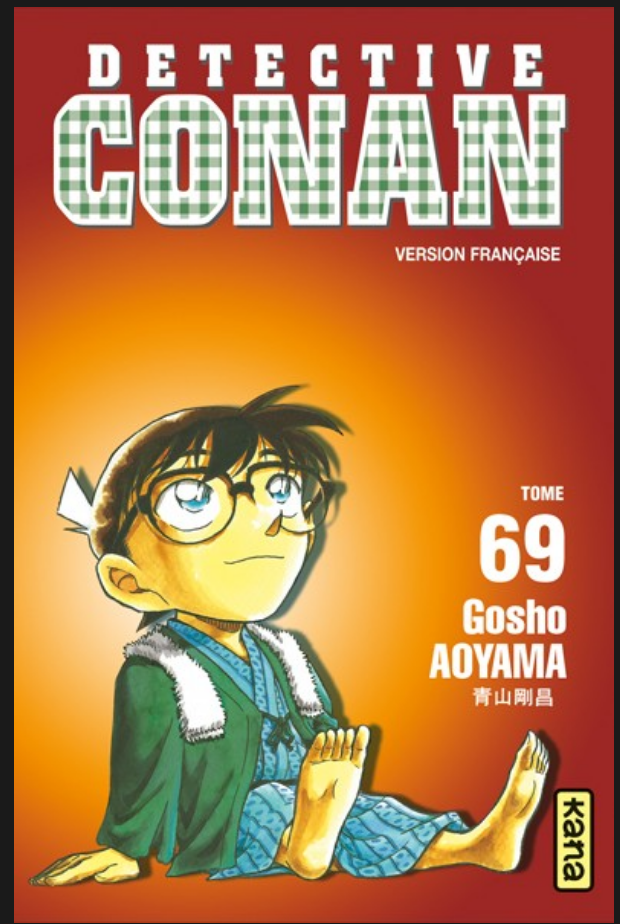 DETECTIVE
CONAN
VERSION FRANÇAISE
TOME
69
Gosho
AOYAMA
青山剛昌
kana